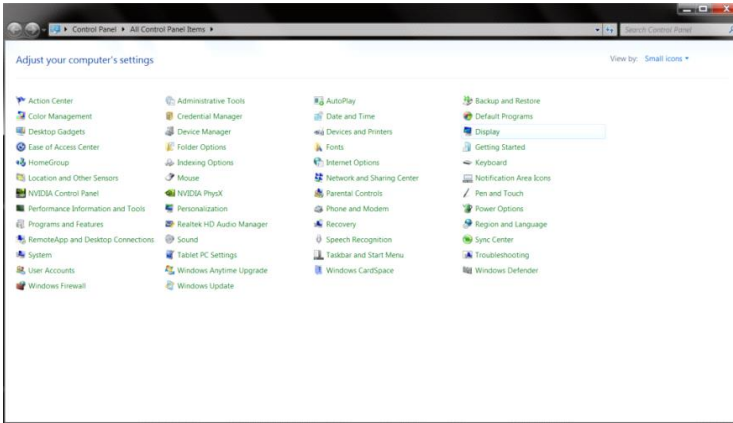 Control Panel ▸ All Control Panel Items ▸ Search Control Panel
Adjust your computer's settings View by: Small icons
Action Center Administrative Tools AutoPlay Backup and Restore
Color Management Credential Manager Date and Time Default Programs
Desktop Gadgets Device Manager Devices and Printers Display
Ease of Access Center Folder Options Fonts Getting Started
HomeGroup Indexing Options Internet Options Keyboard
Location and Other Sensors Mouse Network and Sharing Center Notification Area Icons
NVIDIA Control Panel NVIDIA PhysX Parental Controls Pen and Touch
Performance Information and Tools Personalization Phone and Modem Power Options
Programs and Features Realtek HD Audio Manager Recovery Region and Language
RemoteApp and Desktop Connections Sound Speech Recognition Sync Center
System Tablet PC Settings Taskbar and Start Menu Troubleshooting
User Accounts Windows Anytime Upgrade Windows CardSpace Windows Defender
Windows Firewall Windows Update